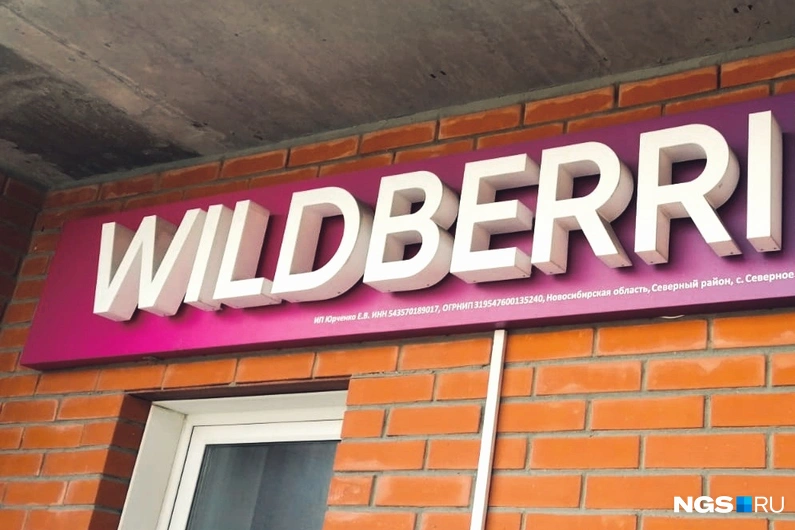 WILDBERRI
ИП Юрченко Е.В. ИНН 543570189017, ОГРНИП 319547600135240, Новосибирская область, Северный район, с. Северное
NGS RU